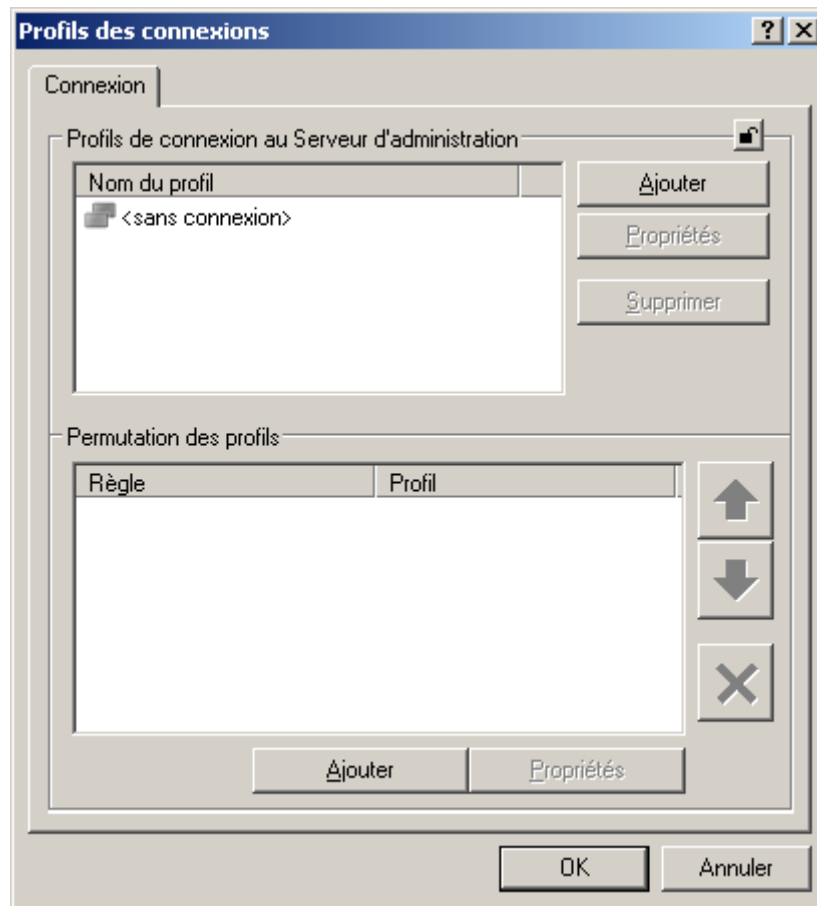 Profils des connexions
Connexion
Profils de connexion au Serveur d'administration
Nom du profil
<sans connexion>
Ajouter
Propriétés
Supprimer
Permutation des profils
Règle Profil
Ajouter Propriétés
OK Annuler